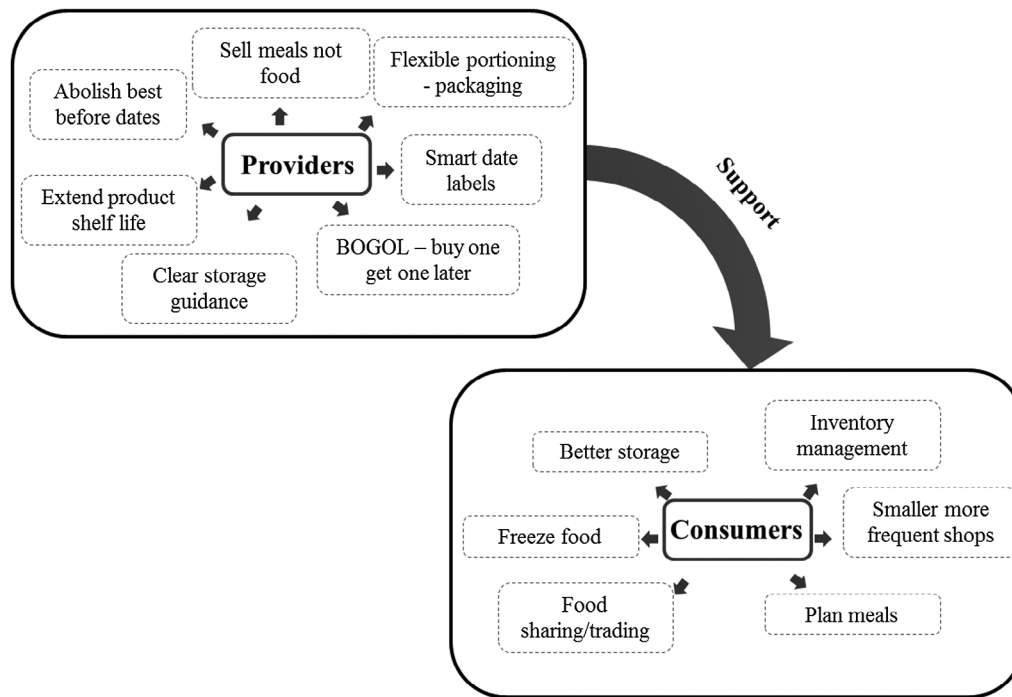 Sell meals not
food
Flexible portioning
- packaging
Abolish best
before dates
Providers
Smart date
labels
Extend product
shelf life
BOGOL – buy one
get one later
Clear storage
guidance
Support
Inventory
management
Better storage
Consumers
Smaller more
frequent shops
Freeze food
Food
sharing/trading
Plan meals